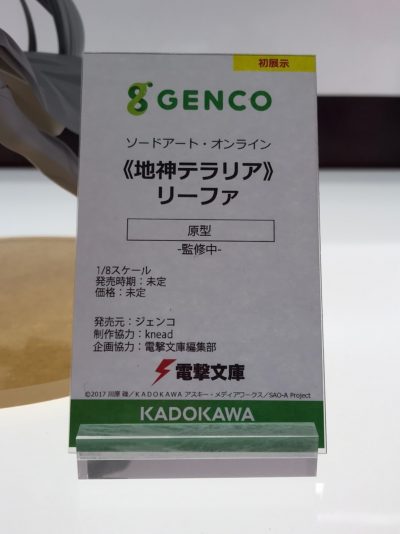 初展示
GENCO
ソードアート・オンライン
《地神テラリア》
リーファ
原型
-監修中-
1/8スケール
発売時期：未定
価格：未定
発売元：ジェンコ
制作協力：knead
企画協力：電撃文庫編集部
電撃文庫
©2017 川原 礫／KADOKAWA アスキー・メディアワークス／SAO-A Project
KADOKAWA